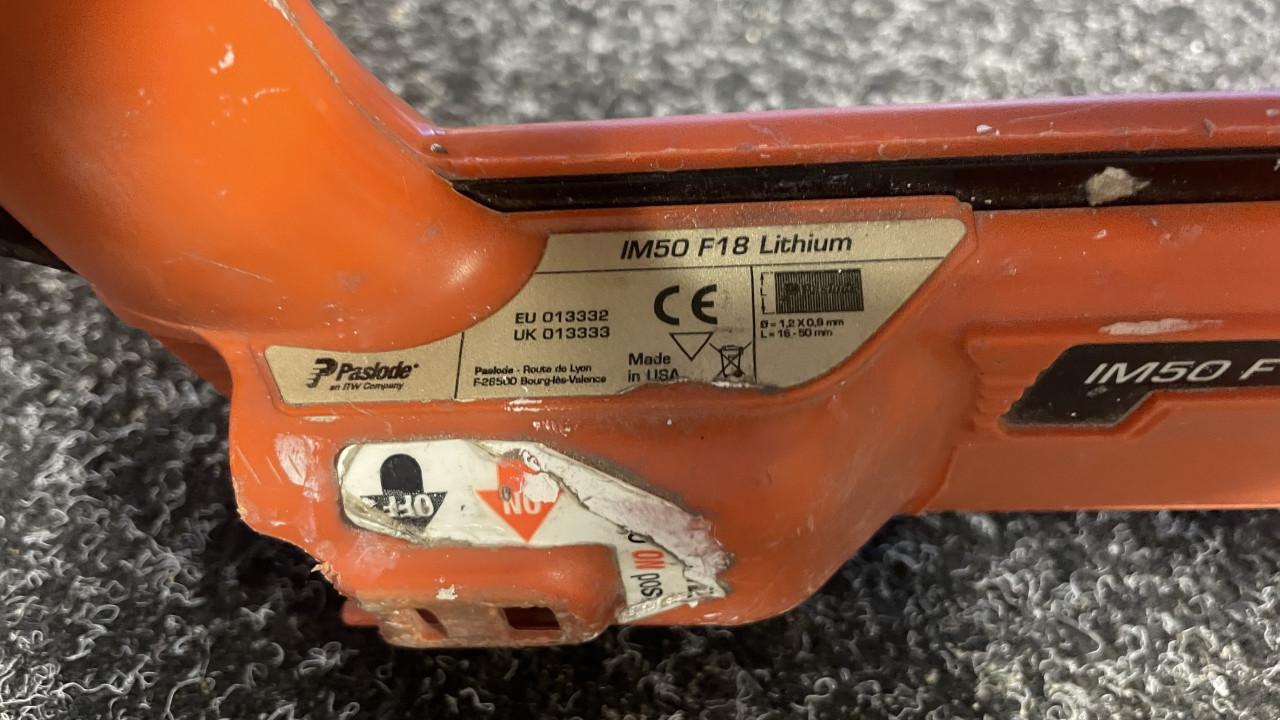 IM50 F18 Lithium
EU 013332
UK 013333
CE
Ø = 1,2 X 0,9 mm
L = 16 - 50 mm
Made
in USA
Paslode
an ITW Company
Paslode - Route de Lyon
F-26500 Bourg-lès-Valence
IM50 F
OFF
ON
ON pos